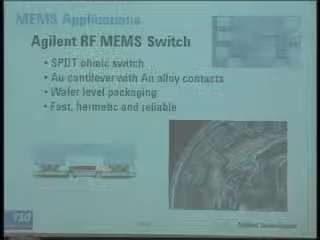 MEMS Applications
Agilent RF MEMS Switch
• SPDT ohmic switch
• Au cantilever with Au alloy contacts
• Wafer level packaging
• Fast, hermetic and reliable
Agilent Technologies